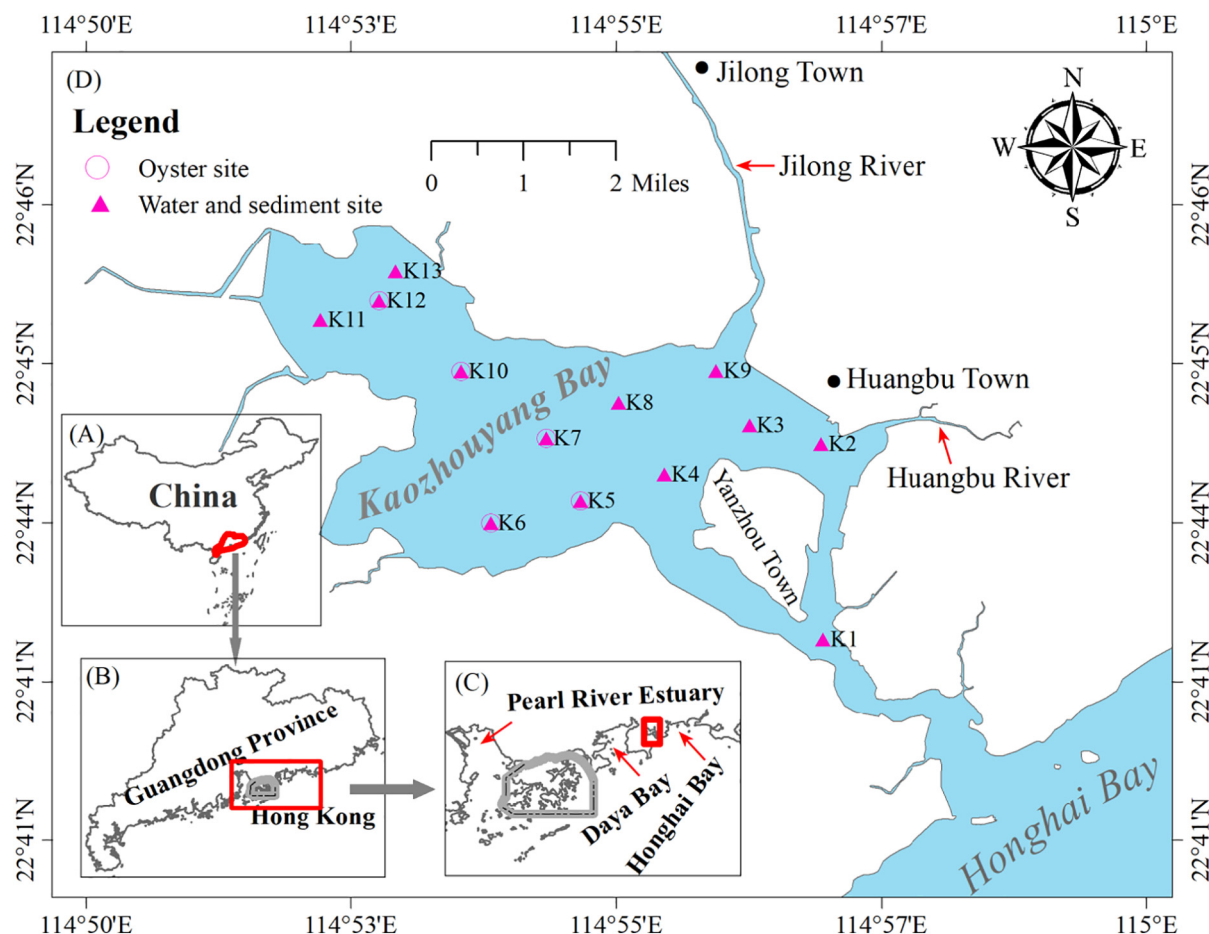 114°50'E 114°53'E 114°55'E 114°57'E 115°E
(D)
Legend
Oyster site
Water and sediment site
0 1 2 Miles
Jilong Town
Jilong River
N
W E
S
22°46'N
22°46'N
K13
K12
K11
22°45'N
22°45'N
K10
K9
Huangbu Town
K8
K3
K2
K7
Huangbu River
K4
Kaozhouyang Bay
K5
K6
Yanzhou Town
22°44'N
22°44'N
K1
(A)
China
22°41'N
22°41'N
(B)
Guangdong Province
Hong Kong
(C)
Pearl River Estuary
Daya Bay
Honghai Bay
Honghai Bay
22°41'N
22°41'N
114°50'E 114°53'E 114°55'E 114°57'E 115°E